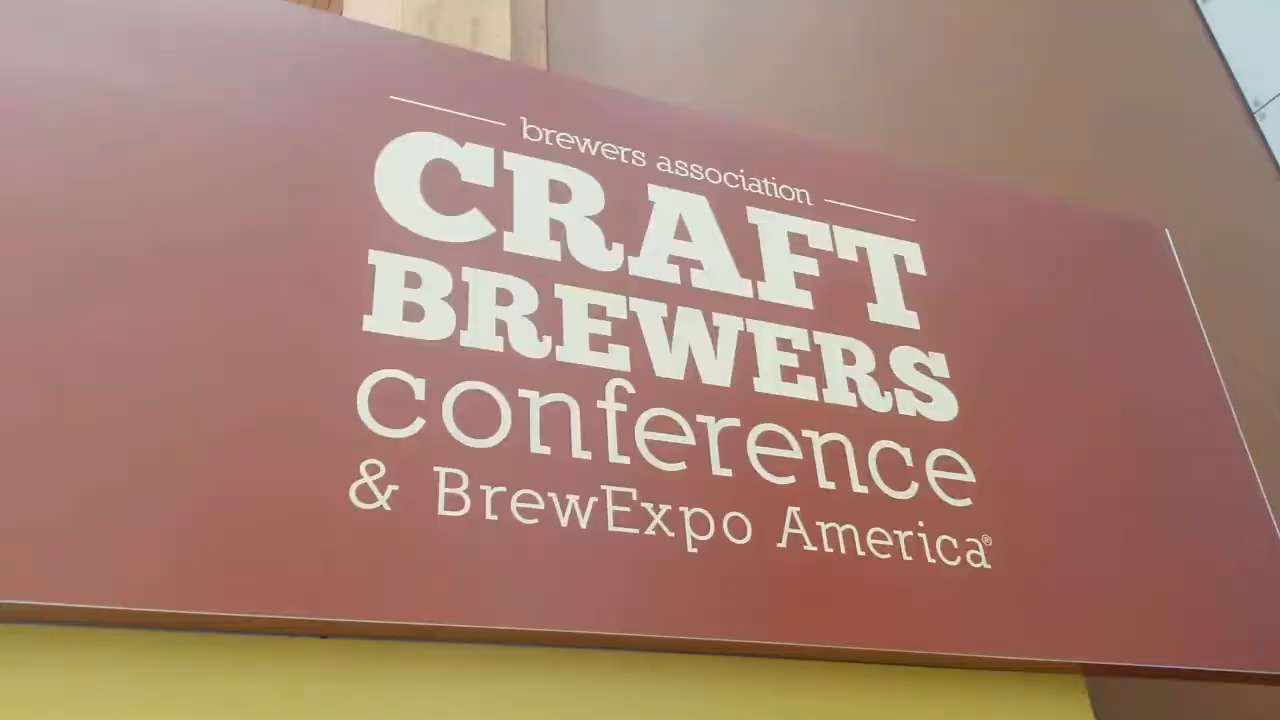 brewers association
CRAFT
BREWERS
conference
& BrewExpo America®